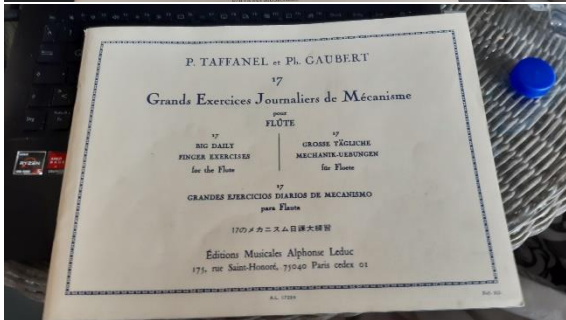 P. TAFFANEL et Ph. GAUBERT
17
Grands Exercices Journaliers de Mécanisme
pour
FLÛTE
17
BIG DAILY
FINGER EXERCISES
for the Flute
17
GROSSE TÄGLICHE
MECHANIK-UEBUNGEN
für Floete
17
GRANDES EJERCICIOS DIARIOS DE MECANISMO
para Flauta
17のメカニスム日課大練習
Éditions Musicales Alphonse Leduc
175, rue Saint-Honoré, 75040 Paris cedex 01
RYZEN